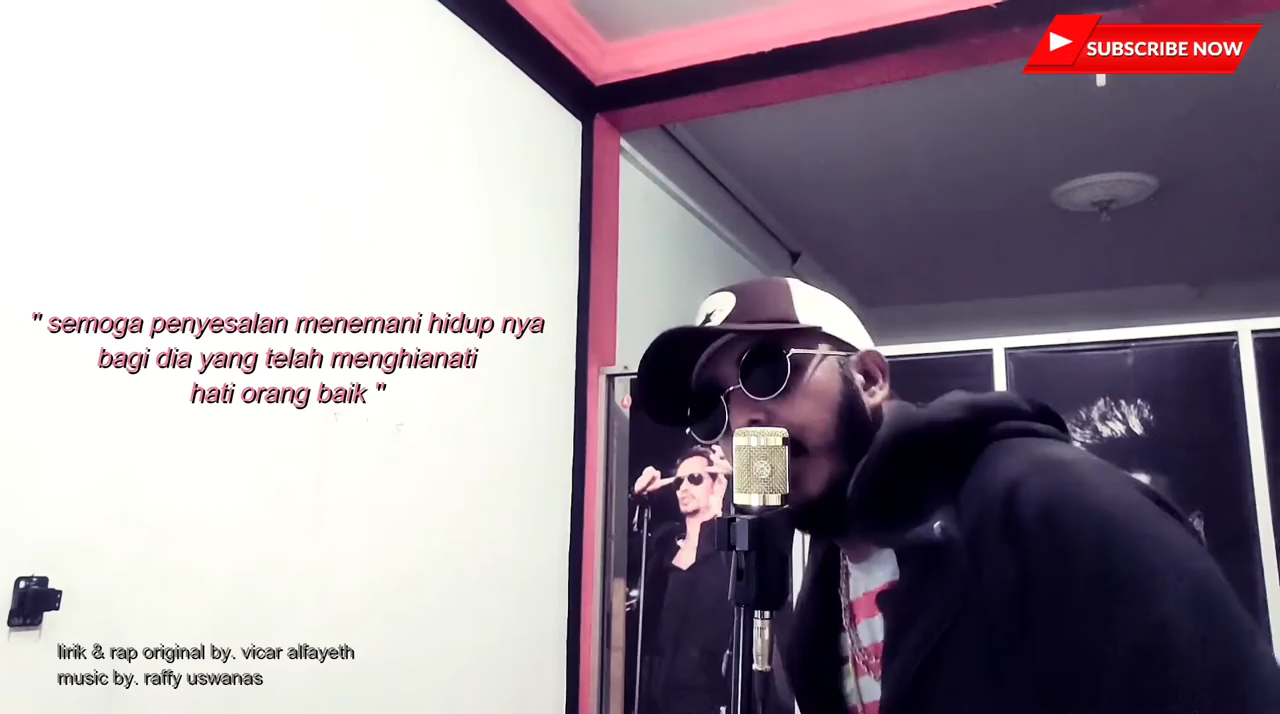 SUBSCRIBE NOW
" semoga penyesalan menemani hidup nya
bagi dia yang telah menghianati
hati orang baik "
lirik & rap original by. vicar alfayeth
music by. raffy uswanas